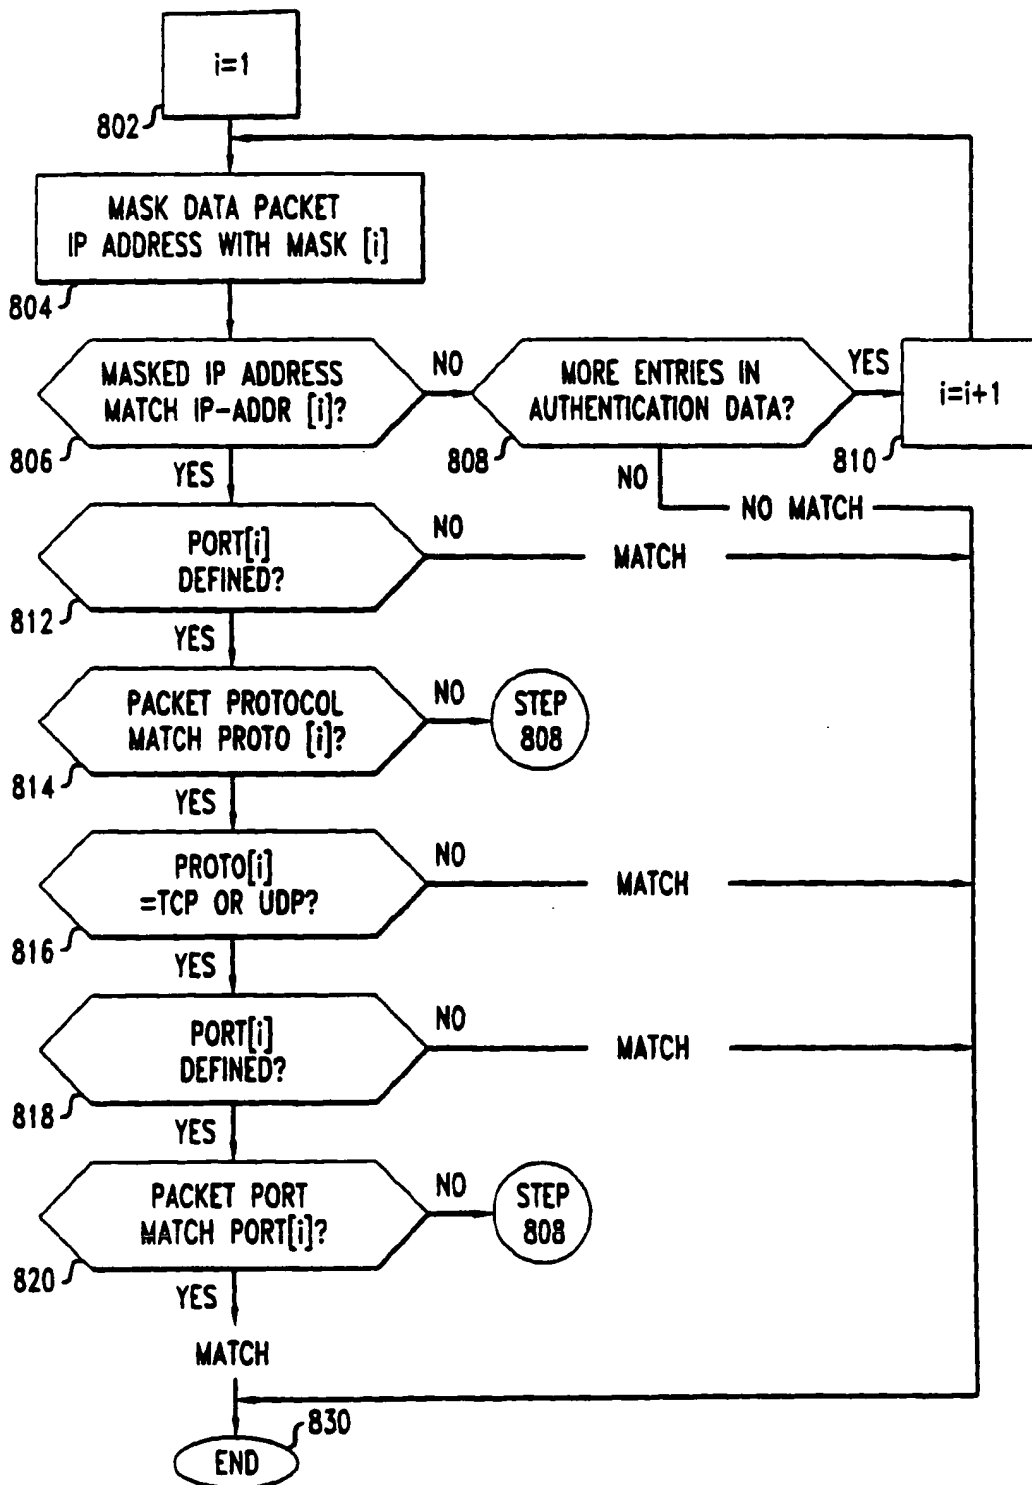 i=1
802
MASK DATA PACKET
IP ADDRESS WITH MASK [i]
804
MASKED IP ADDRESS
MATCH IP-ADDR [i]?
806
NO
MORE ENTRIES IN
AUTHENTICATION DATA?
808
YES
i=i+1
810
YES
NO
NO MATCH
PORT[i]
DEFINED?
812
NO
MATCH
YES
PACKET PROTOCOL
MATCH PROTO [i]?
814
NO
STEP
808
YES
PROTO[i]
=TCP OR UDP?
816
NO
MATCH
YES
PORT[i]
DEFINED?
818
NO
MATCH
YES
PACKET PORT
MATCH PORT[i]?
820
NO
STEP
808
YES
MATCH
830
END